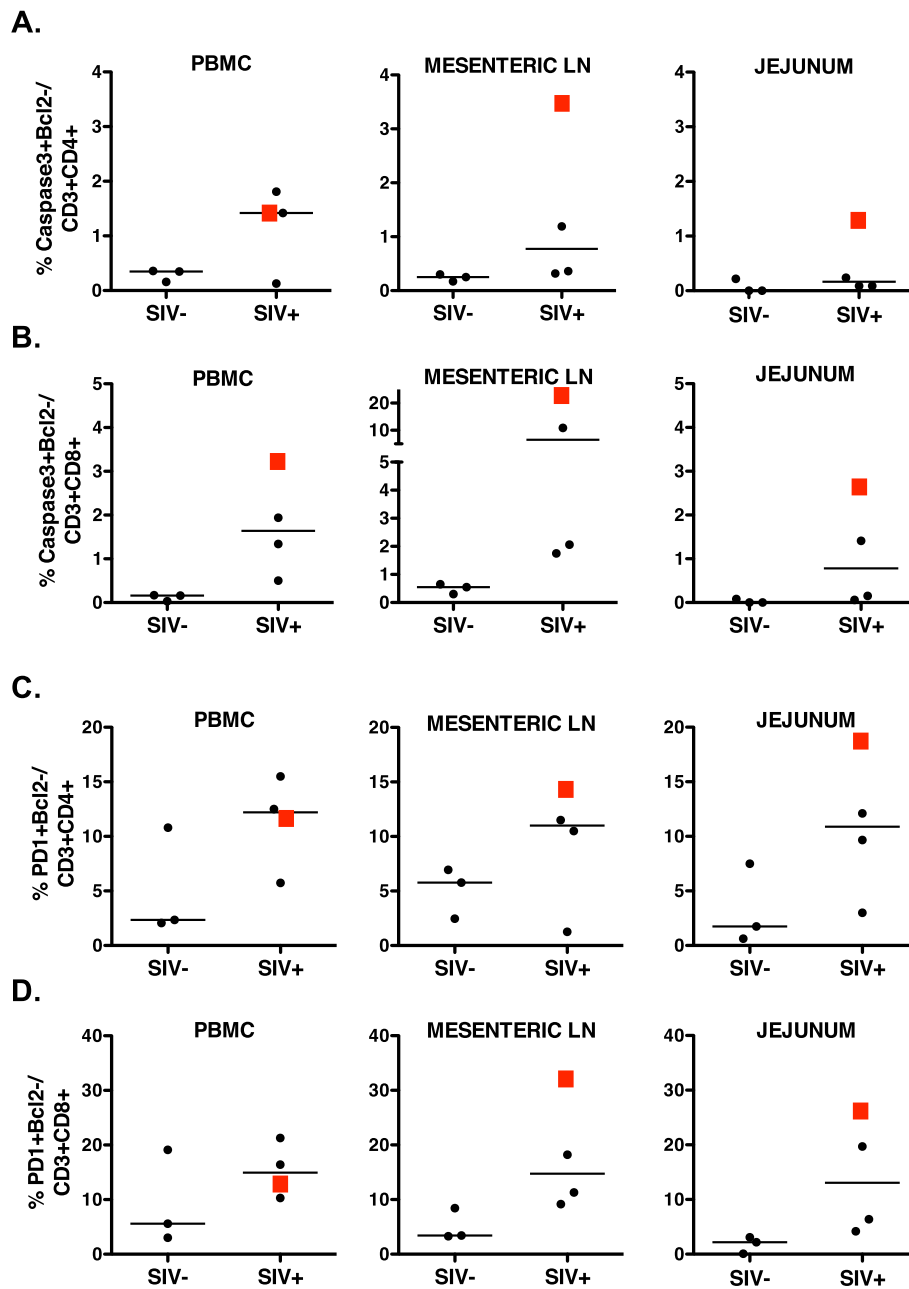 A.
PBMC
MESENTERIC LN
JEJUNUM
% Caspase3+Bcl2-/
CD3+CD4+
4
3
2
1
0
SIV-
SIV+
4
3
2
1
0
SIV-
SIV+
4
3
2
1
0
SIV-
SIV+
B.
PBMC
MESENTERIC LN
JEJUNUM
% Caspase3+Bcl2-/
CD3+CD8+
5
4
3
2
1
0
SIV-
SIV+
20
10
5
5
4
3
2
1
0
SIV-
SIV+
5
4
3
2
1
0
SIV-
SIV+
C.
PBMC
MESENTERIC LN
JEJUNUM
% PD1+Bcl2-/
CD3+CD4+
20
15
10
5
0
SIV-
SIV+
20
15
10
5
0
SIV-
SIV+
20
15
10
5
0
SIV-
SIV+
D.
PBMC
MESENTERIC LN
JEJUNUM
% PD1+Bcl2-/
CD3+CD8+
40
30
20
10
0
SIV-
SIV+
40
30
20
10
0
SIV-
SIV+
40
30
20
10
0
SIV-
SIV+